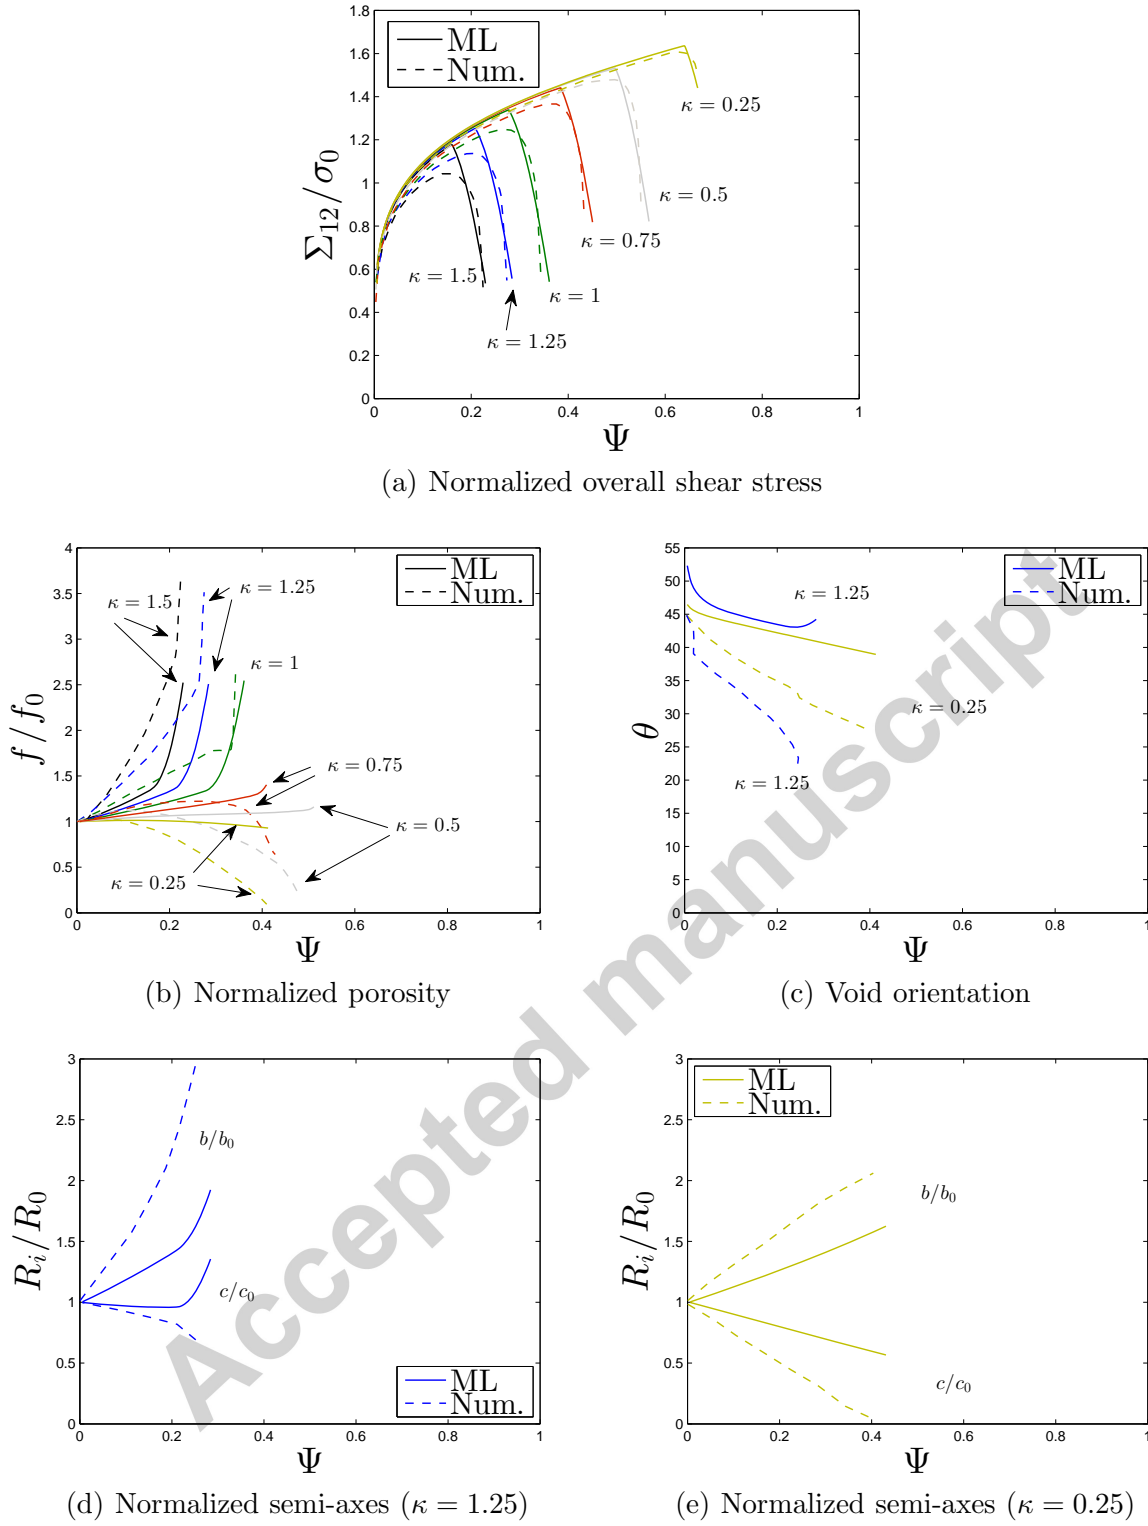 1.8
1.6
1.4
1.2
1
0.8
0.6
0.4
0.2
0
0 0.2 0.4 0.6 0.8 1
Σ12/σ0
Ψ
ML
Num.
κ = 0.25
κ = 0.5
κ = 0.75
κ = 1.5
κ = 1
κ = 1.25
(a) Normalized overall shear stress
4
3.5
3
2.5
2
1.5
1
0.5
0
0 0.2 0.4 0.6 0.8 1
f/f0
Ψ
ML
Num.
κ = 1.5
κ = 1.25
κ = 1
κ = 0.75
κ = 0.5
κ = 0.25
(b) Normalized porosity
55
50
45
40
35
30
25
20
15
10
5
0
0 0.2 0.4 0.6 0.8 1
θ
Ψ
ML
Num.
κ = 1.25
κ = 0.25
κ = 1.25
(c) Void orientation
3
2.5
2
1.5
1
0.5
0
0 0.2 0.4 0.6 0.8 1
Ri/R0
Ψ
b/b0
c/c0
ML
Num.
(d) Normalized semi-axes (κ = 1.25)
3
2.5
2
1.5
1
0.5
0
0 0.2 0.4 0.6 0.8 1
Ri/R0
Ψ
ML
Num.
b/b0
c/c0
(e) Normalized semi-axes (κ = 0.25)
Accepted manuscript